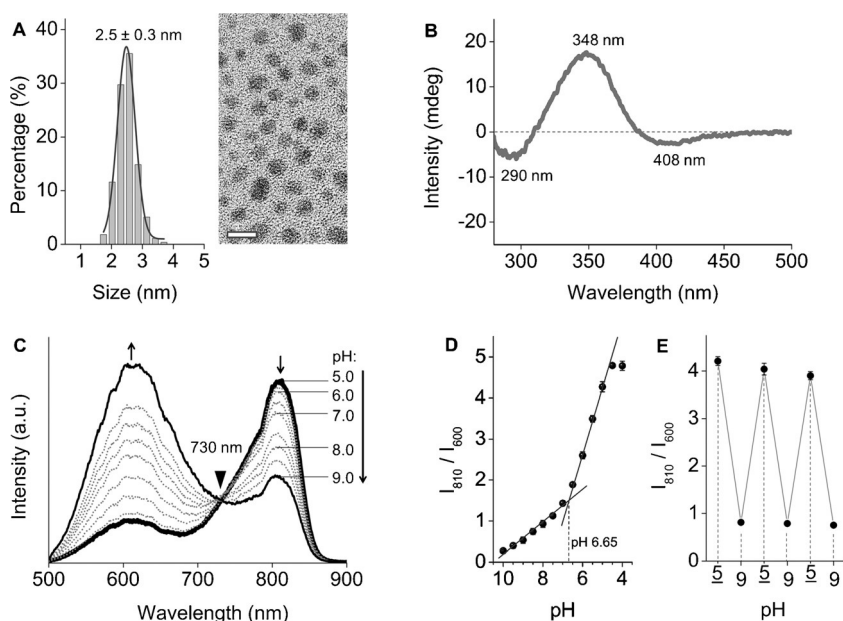 A
2.5 ± 0.3 nm
Percentage (%)
40
30
20
10
0
1 2 3 4 5
Size (nm)
B
348 nm
290 nm
408 nm
Intensity (mdeg)
20
10
0
-10
-20
300 350 400 450 500
Wavelength (nm)
C
pH:
5.0
6.0
7.0
8.0
9.0
730 nm
Intensity (a.u.)
500 600 700 800 900
Wavelength (nm)
D
I810 / I600
5
4
3
2
1
0
pH 6.65
10 8 6 4
pH
E
I810 / I600
4
3
2
1
0
5 9 5 9 5 9
pH